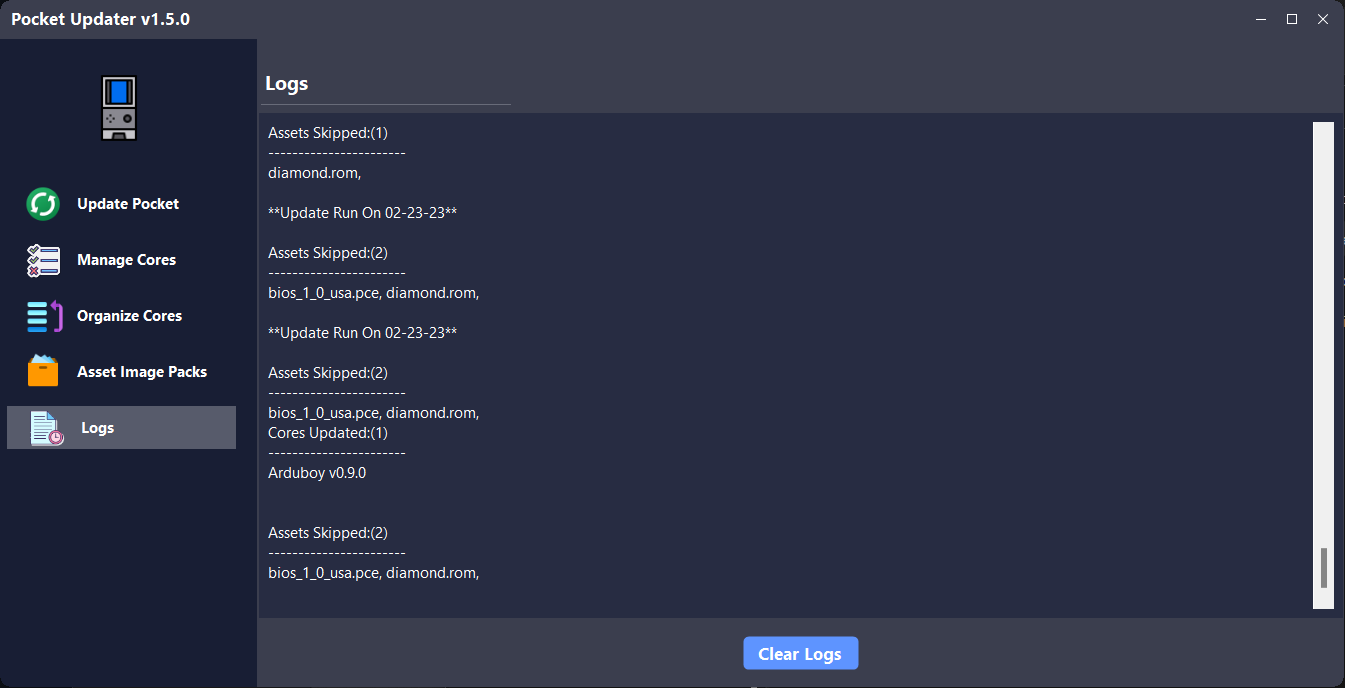 Pocket Updater v1.5.0
Update Pocket
Manage Cores
Organize Cores
Asset Image Packs
Logs
Logs
Assets Skipped:(1)
-----------------------
diamond.rom,
**Update Run On 02-23-23**
Assets Skipped:(2)
-----------------------
bios_1_0_usa.pce, diamond.rom,
**Update Run On 02-23-23**
Assets Skipped:(2)
-----------------------
bios_1_0_usa.pce, diamond.rom,
Cores Updated:(1)
-----------------------
Arduboy v0.9.0
Assets Skipped:(2)
-----------------------
bios_1_0_usa.pce, diamond.rom,
Clear Logs